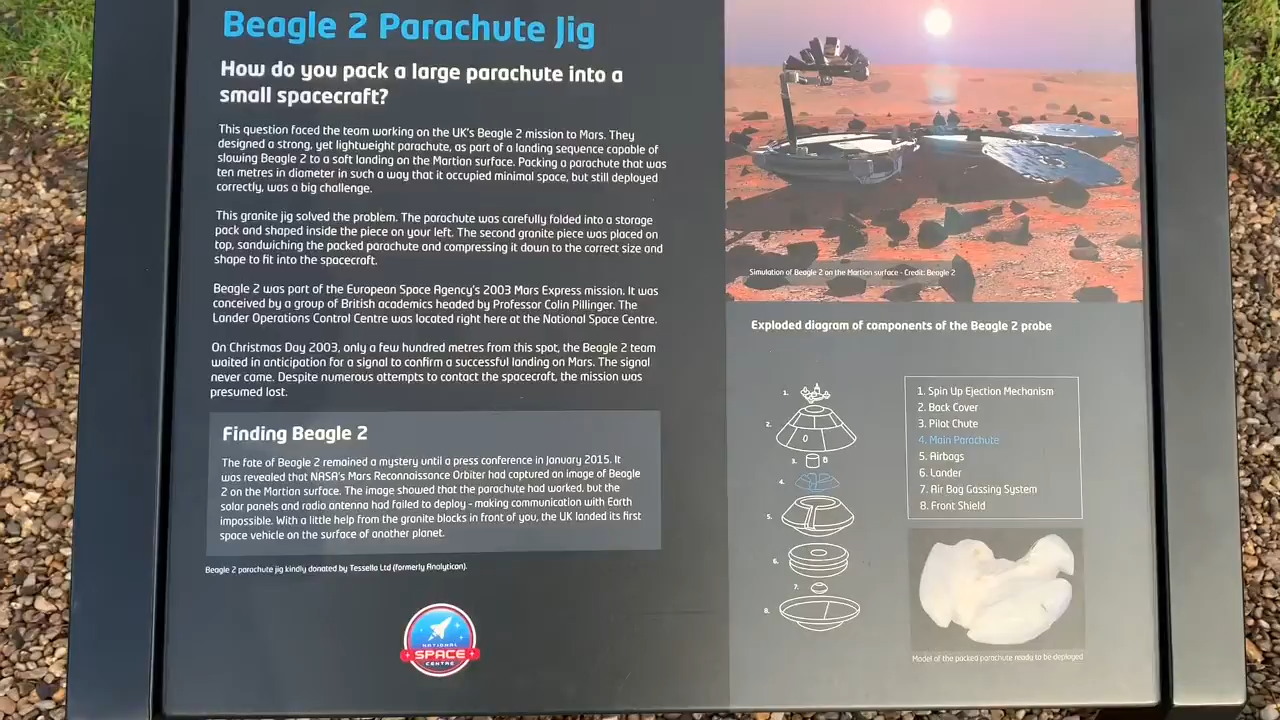 Beagle 2 Parachute Jig
How do you pack a large parachute into a
small spacecraft?
This question faced the team working on the UK's Beagle 2 mission to Mars. They
designed a strong, yet lightweight parachute, as part of a landing sequence capable of
slowing Beagle 2 to a soft landing on the Martian surface. Packing a parachute that was
ten metres in diameter in such a way that it occupied minimal space, but still deployed
correctly, was a big challenge.
This granite jig solved the problem. The parachute was carefully folded into a storage
pack and shaped inside the piece on your left. The second granite piece was placed on
top, sandwiching the packed parachute and compressing it down to the correct size and
shape to fit into the spacecraft.
Beagle 2 was part of the European Space Agency's 2003 Mars Express mission. It was
conceived by a group of British academics headed by Professor Colin Pillinger. The
Lander Operations Control Centre was located right here at the National Space Centre.
On Christmas Day 2003, only a few hundred metres from this spot, the Beagle 2 team
waited in anticipation for a signal to confirm a successful landing on Mars. The signal
never came. Despite numerous attempts to contact the spacecraft, the mission was
presumed lost.
Finding Beagle 2
The fate of Beagle 2 remained a mystery until a press conference in January 2015. It
was revealed that NASA's Mars Reconnaissance Orbiter had captured an image of Beagle
2 on the Martian surface. The image showed that the parachute had worked, but the
solar panels and radio antenna had failed to deploy - making communication with Earth
impossible. With a little help from the granite blocks in front of you, the UK landed its first
space vehicle on the surface of another planet.
Beagle 2 parachute jig kindly donated by Tessella Ltd (formerly Analyticon).
NATIONAL
SPACE
CENTRE
Simulation of Beagle 2 on the Martian surface - Credit: Beagle 2
Exploded diagram of components of the Beagle 2 probe
1.
2.
3.
4.
5.
6.
7.
8.
1. Spin Up Ejection Mechanism
2. Back Cover
3. Pilot Chute
4. Main Parachute
5. Airbags
6. Lander
7. Air Bag Gassing System
8. Front Shield
Model of the packed parachute ready to be deployed